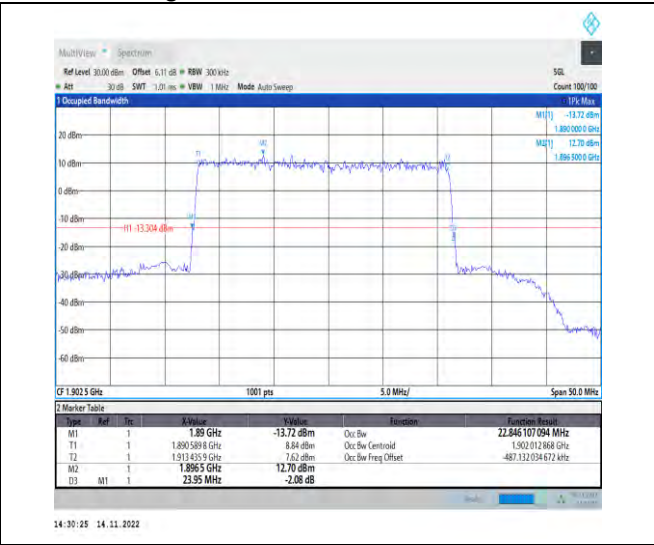 MultiView Spectrum
Ref Level 30.00 dBm Offset 6.11 dB RBW 300 kHz SGL
Att 30 dB SWT 1.01 ms VBW 1 MHz Mode Auto Sweep Count 100/100
1 Occupied Bandwidth 1Pk Max
M1[1] -13.72 dBm
1.890 000 0 GHz
M2[1] 12.70 dBm
1.896 500 0 GHz
20 dBm
M2
T1
10 dBm
0 dBm
-10 dBm
H1 -13.304 dBm
-20 dBm
-30 dBm
-40 dBm
-50 dBm
-60 dBm
CF 1.902 5 GHz 1001 pts 5.0 MHz/ Span 50.0 MHz
2 Marker Table
Type Ref Trc X-Value Y-Value Function Function Result
M1 1 1.89 GHz -13.72 dBm Occ Bw 22.846 107 094 MHz
T1 1 1.890 589 8 GHz 8.84 dBm Occ Bw Centroid 1.902 012 868 GHz
T2 1 1.913 435 9 GHz 7.62 dBm Occ Bw Freq Offset -487.132 034 672 kHz
M2 1 1.896 5 GHz 12.70 dBm
D3 M1 1 23.95 MHz -2.08 dB
14:30:25 14.11.2022